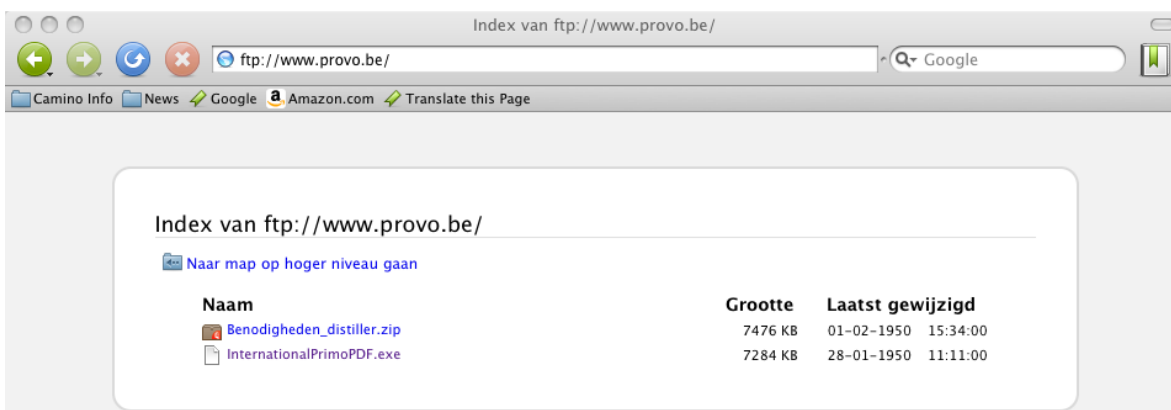 Index van ftp://www.provo.be/
ftp://www.provo.be/ Google
Camino Info News Google Amazon.com Translate this Page
Index van ftp://www.provo.be/
Naar map op hoger niveau gaan
Naam Grootte Laatst gewijzigd
Benodigheden_distiller.zip 7476 KB 01-02-1950 15:34:00
InternationalPrimoPDF.exe 7284 KB 28-01-1950 11:11:00